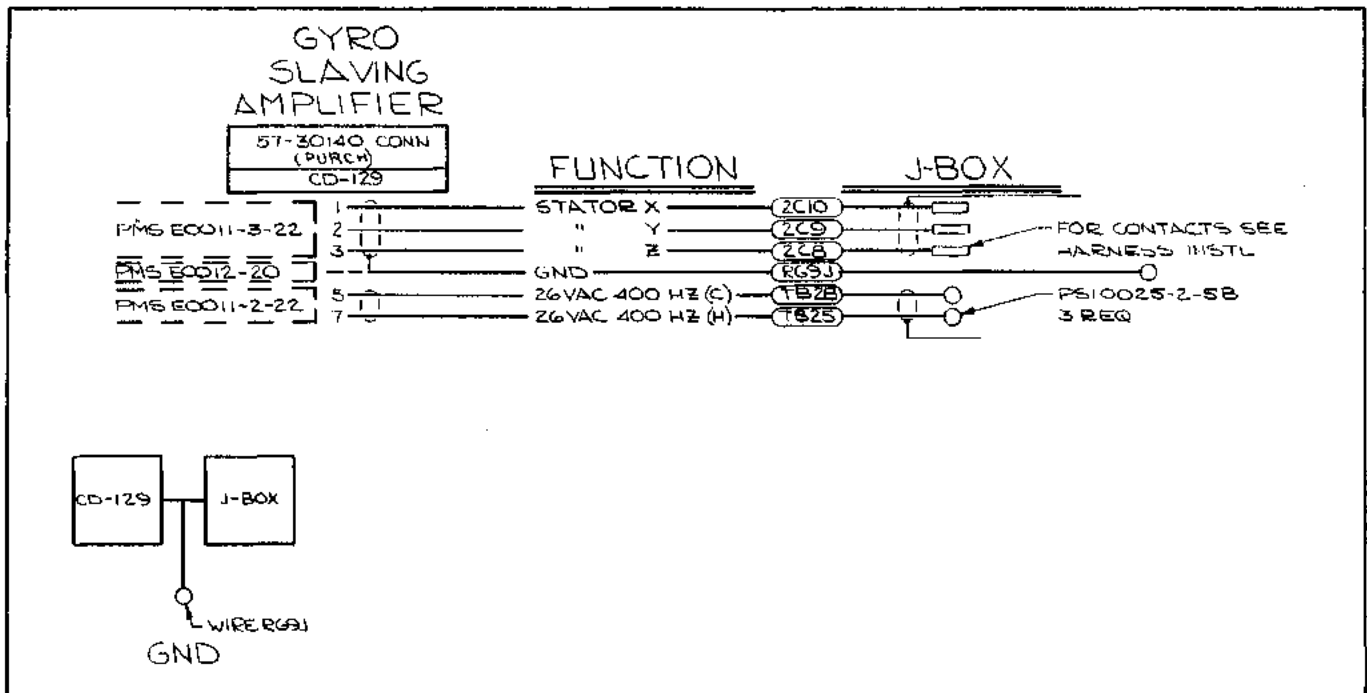 GYRO
SLAVING
AMPLIFIER
57-30140 CONN
(PURCH)
CD-129
FUNCTION
J-BOX
PMS E0011-3-22
1 STATOR X 2C10
2 " Y 2C9
3 " Z 2C8
FOR CONTACTS SEE
HARNESS INSTL
PMS E0012-20
GND RG9J
PMS E0011-2-22
5 26VAC 400 HZ (C) TB28
7 26VAC 400 HZ (H) TB25
PS10025-2-5B
3 REQ
CD-129
J-BOX
WIRE RG9J
GND